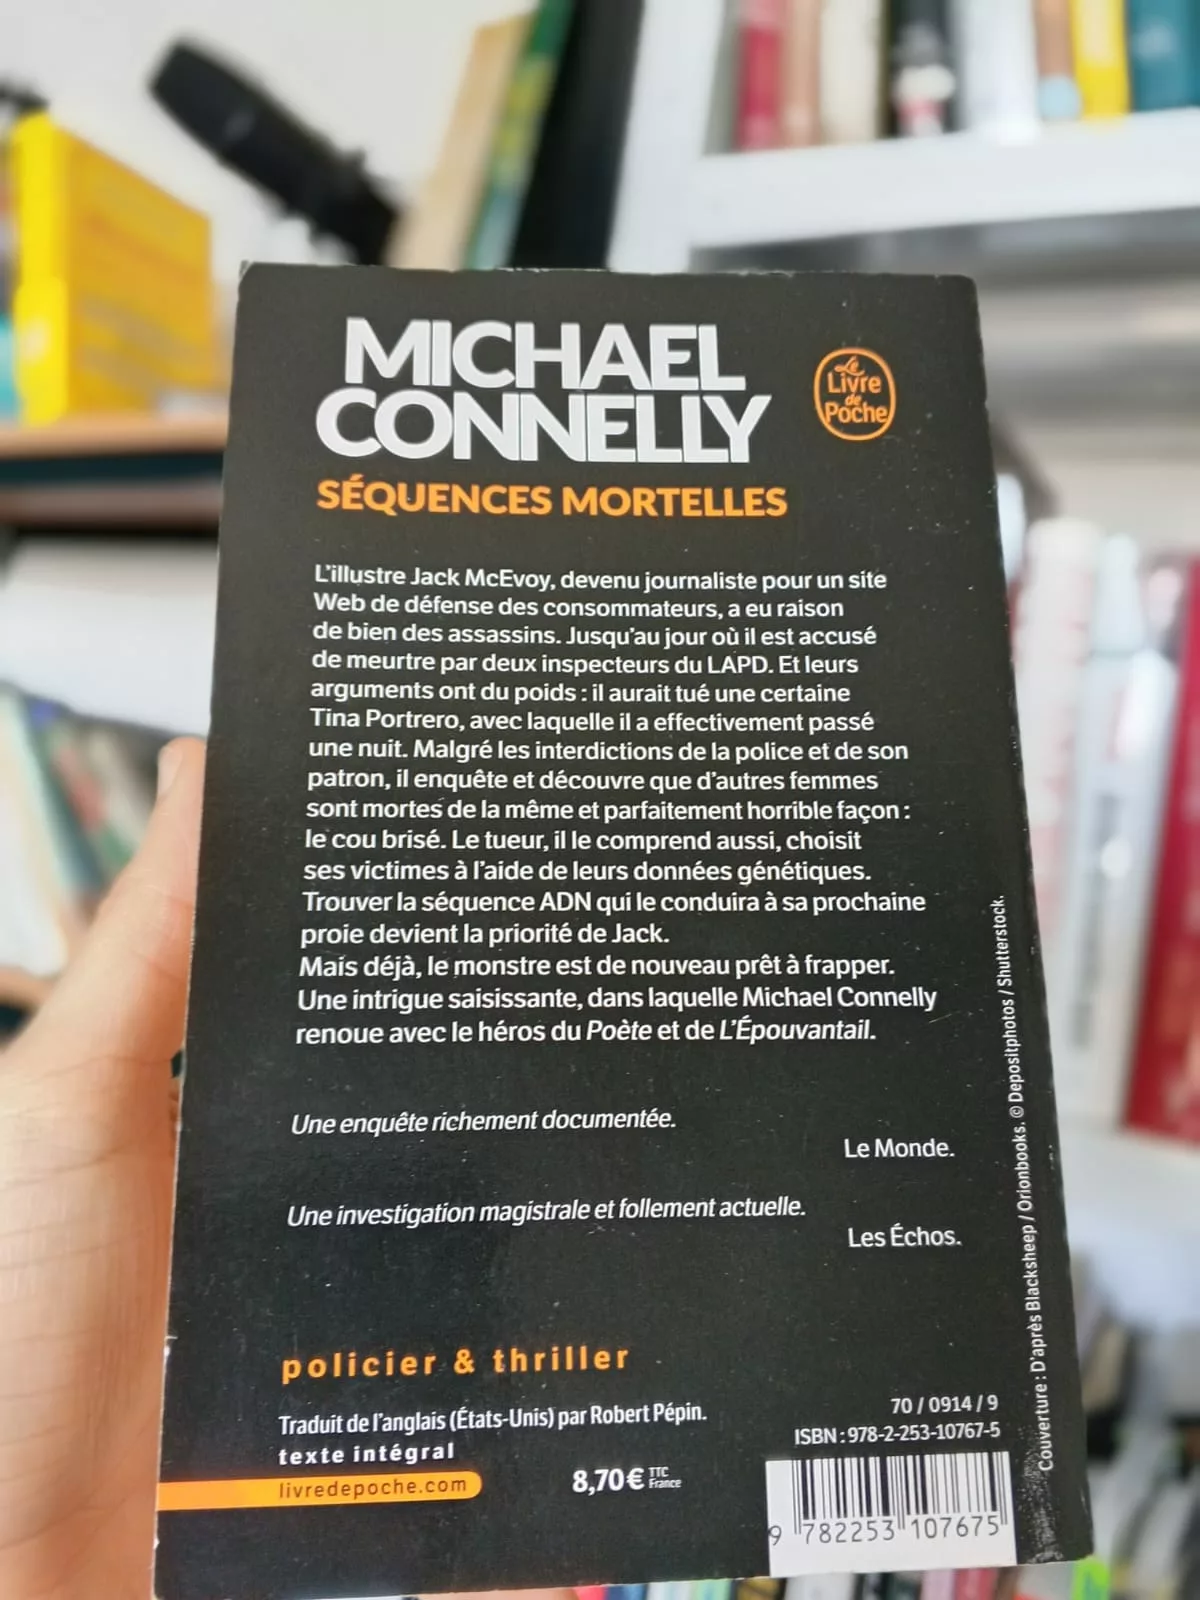 MICHAEL
CONNELLY
Le
Livre
de
Poche
SÉQUENCES MORTELLES
L'illustre Jack McEvoy, devenu journaliste pour un site
Web de défense des consommateurs, a eu raison
de bien des assassins. Jusqu'au jour où il est accusé
de meurtre par deux inspecteurs du LAPD. Et leurs
arguments ont du poids : il aurait tué une certaine
Tina Portrero, avec laquelle il a effectivement passé
une nuit. Malgré les interdictions de la police et de son
patron, il enquête et découvre que d'autres femmes
sont mortes de la même et parfaitement horrible façon :
le cou brisé. Le tueur, il le comprend aussi, choisit
ses victimes à l'aide de leurs données génétiques.
Trouver la séquence ADN qui le conduira à sa prochaine
proie devient la priorité de Jack.
Mais déjà, le monstre est de nouveau prêt à frapper.
Une intrigue saisissante, dans laquelle Michael Connelly
renoue avec le héros du Poète et de L'Épouvantail.
Une enquête richement documentée.
Le Monde.
Une investigation magistrale et follement actuelle.
Les Échos.
policier & thriller
Traduit de l'anglais (États-Unis) par Robert Pépin.
texte intégral
livredepoche.com
8,70 € TTC
France
70 / 0914 / 9
ISBN : 978-2-253-10767-5
9 782253 107675
Couverture : D'après Blacksheep / Orionbooks. © Depositphotos / Shutterstock.